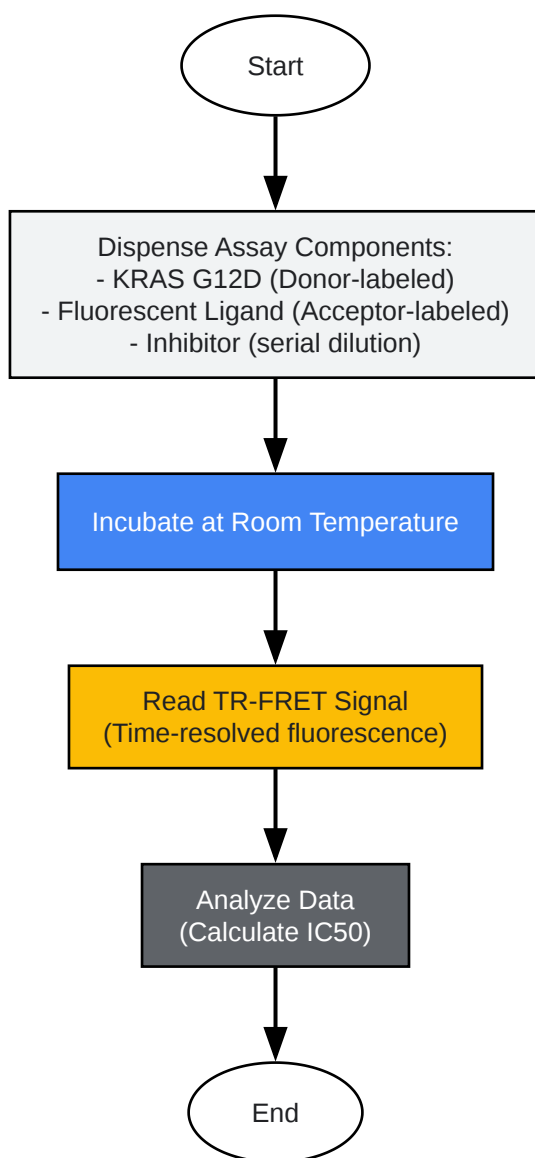 Start
Dispense Assay Components:
- KRAS G12D (Donor-labeled)
- Fluorescent Ligand (Acceptor-labeled)
- Inhibitor (serial dilution)
Incubate at Room Temperature
Read TR-FRET Signal
(Time-resolved fluorescence)
Analyze Data
(Calculate IC50)
End